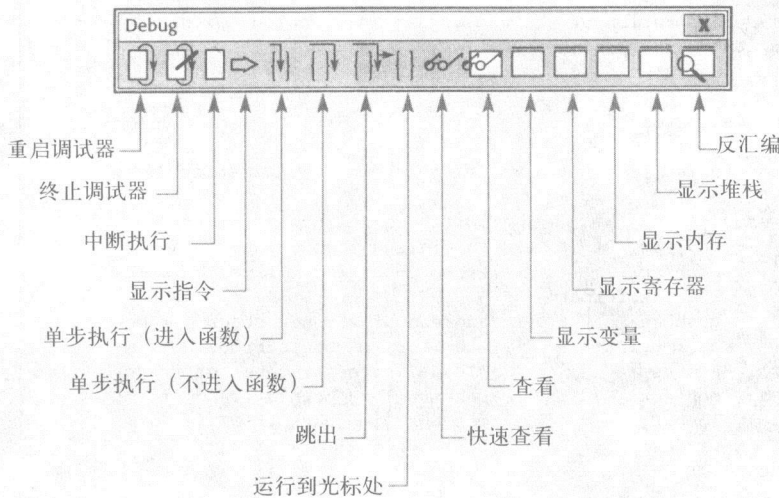 Debug
X
重启调试器
反汇编
终止调试器
显示堆栈
中断执行
显示内存
显示指令
显示寄存器
单步执行（进入函数）
显示变量
单步执行（不进入函数）
查看
跳出
快速查看
运行到光标处